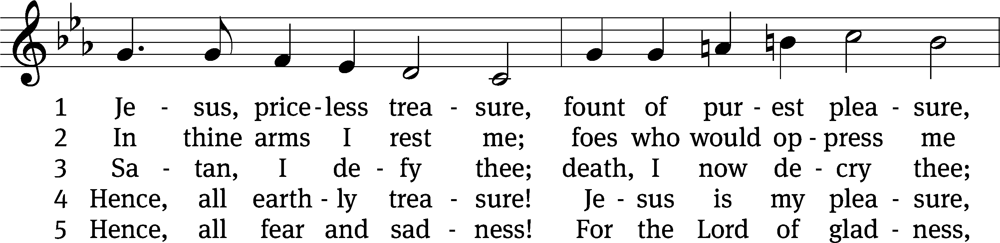 1 Je - sus, price - less trea - sure, fount of pur - est plea - sure,
2 In thine arms I rest me; foes who would op - press me
3 Sa - tan, I de - fy thee; death, I now de - cry thee;
4 Hence, all earth - ly trea - sure! Je - sus is my plea - sure,
5 Hence, all fear and sad - ness! For the Lord of glad - ness,